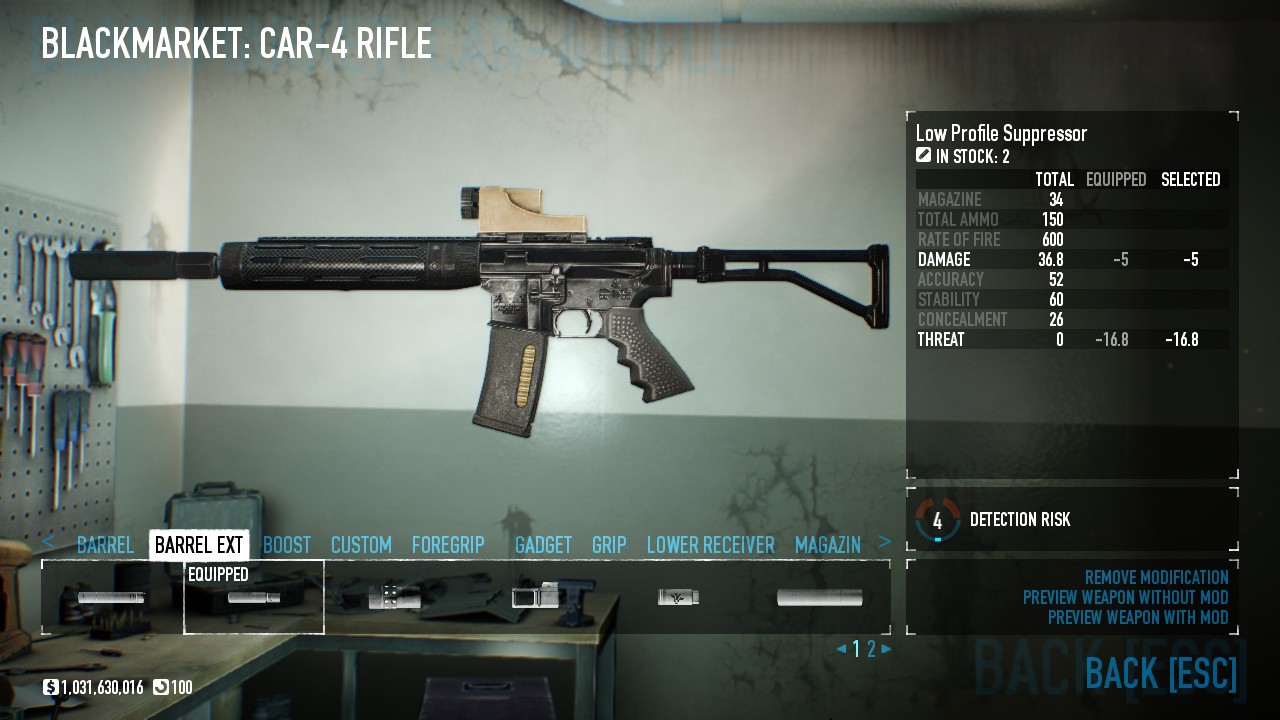 BLACKMARKET: CAR-4 RIFLE
Low Profile Suppressor
IN STOCK: 2
TOTAL EQUIPPED SELECTED
MAGAZINE 34
TOTAL AMMO 150
RATE OF FIRE 600
DAMAGE 36.8 -5 -5
ACCURACY 52
STABILITY 60
CONCEALMENT 26
THREAT 0 -16.8 -16.8
4 DETECTION RISK
< BARREL BARREL EXT BOOST CUSTOM FOREGRIP GADGET GRIP LOWER RECEIVER MAGAZIN >
EQUIPPED
REMOVE MODIFICATION
PREVIEW WEAPON WITHOUT MOD
PREVIEW WEAPON WITH MOD
1 2
BACK [ESC]
$ 1,031,630,016 100